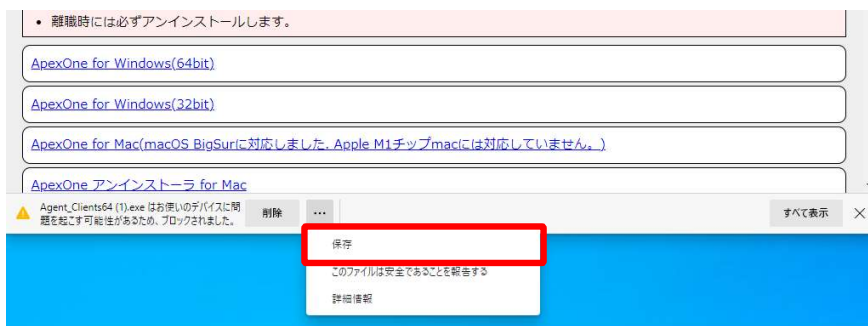 • 離職時には必ずアンインストールします。
ApexOne for Windows(64bit)
ApexOne for Windows(32bit)
ApexOne for Mac(macOS BigSurに対応しました. Apple M1チップmacには対応していません。)
ApexOne アンインストーラ for Mac
Agent_Clients64 (1).exe はお使いのデバイスに問
題を起こす可能性があるため、ブロックされました。
削除
…
すべて表示
保存
このファイルは安全であることを報告する
詳細情報